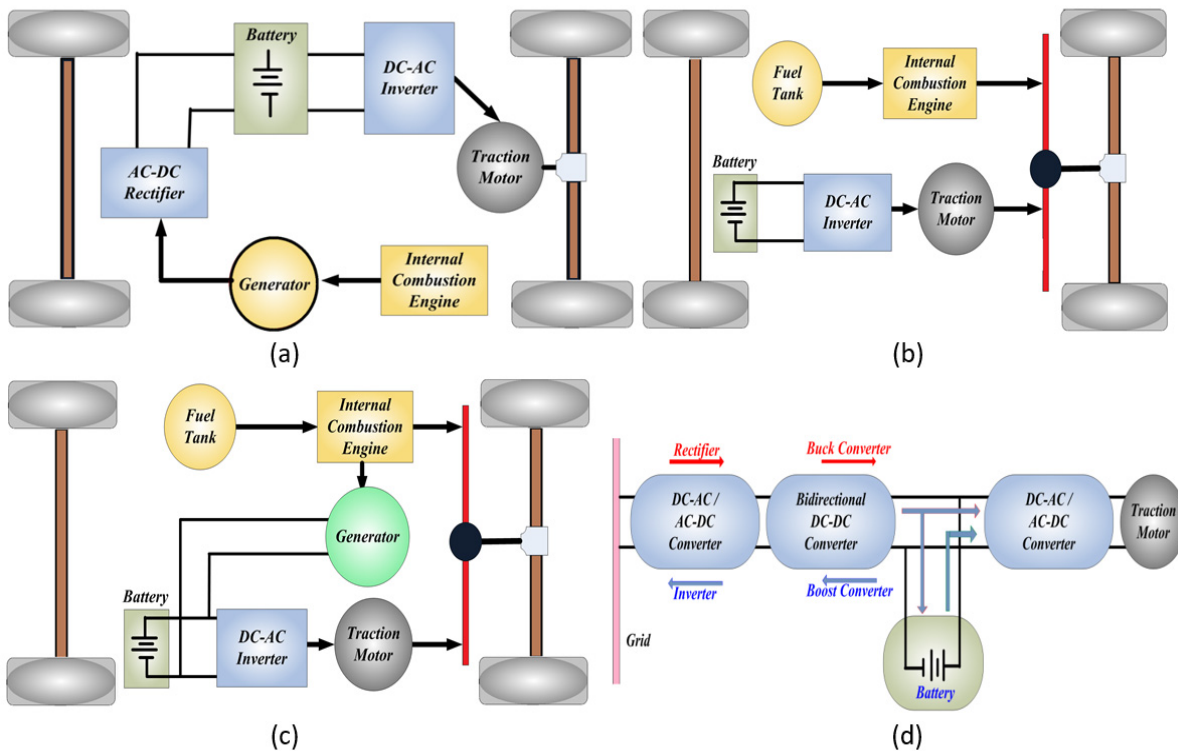 Battery
DC-AC
Inverter
Traction
Motor
AC-DC
Rectifier
Generator
Internal
Combustion
Engine
(a)
Fuel
Tank
Internal
Combustion
Engine
Battery
DC-AC
Inverter
Traction
Motor
(b)
Fuel
Tank
Internal
Combustion
Engine
Generator
Battery
DC-AC
Inverter
Traction
Motor
(c)
Rectifier
Buck Converter
DC-AC /
AC-DC
Converter
Bidirectional
DC-DC
Converter
DC-AC /
AC-DC
Converter
Traction
Motor
Inverter
Boost Converter
Grid
Battery
(d)